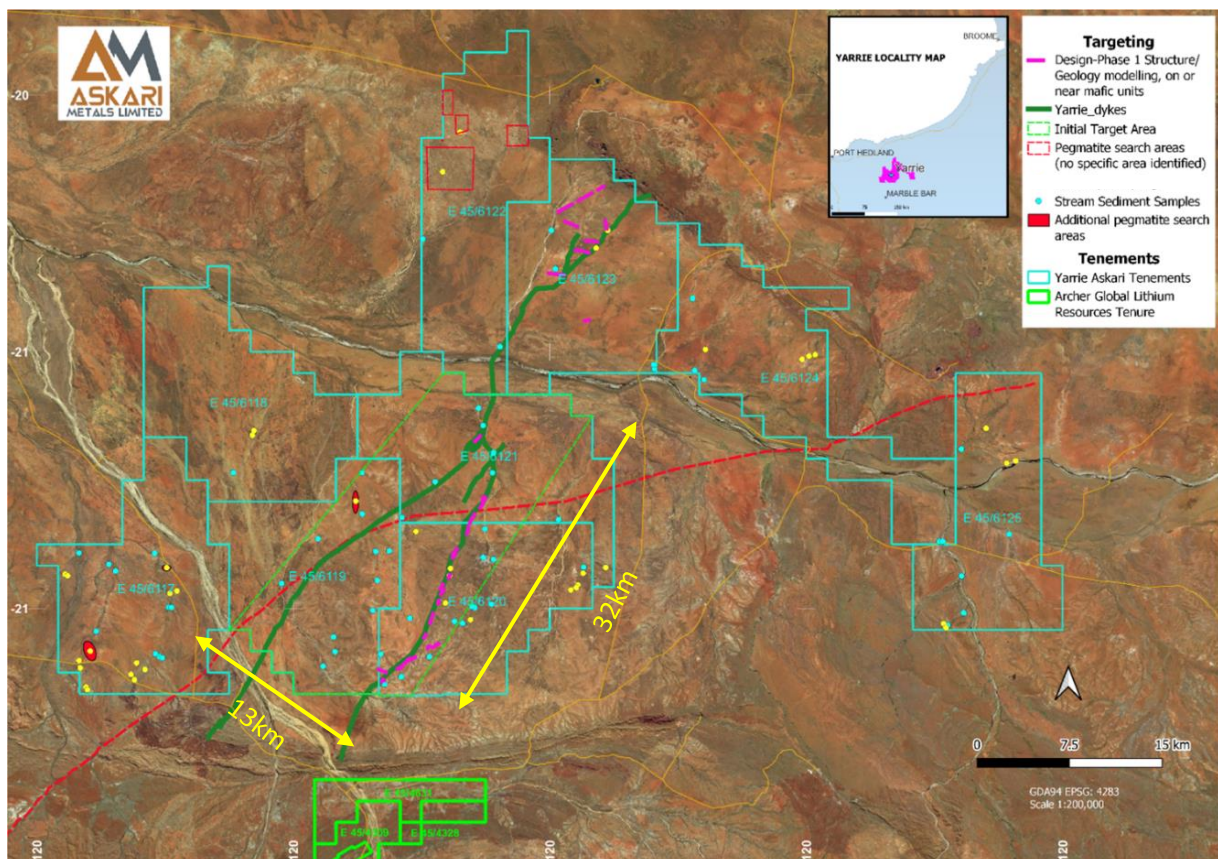 ASKARI
METALS LIMITED
YARRIE LOCALITY MAP
BROOME
PORT HEDLAND
Yarrie
MARBLE BAR
Targeting
Design-Phase 1 Structure/
Geology modelling, on or
near mafic units
Yarrie_dykes
Initial Target Area
Pegmatite search areas
(no specific area identified)
Stream Sediment Samples
Additional pegmatite search
areas
Tenements
Yarrie Askari Tenements
Archer Global Lithium
Resources Tenure
-20
-21
-21
E 45/6122
E 45/6123
E 45/6124
E 45/6118
E 45/6121
E 45/6125
E 45/6119
E 45/6120
E 45/6117
32km
13km
0 7.5 15 km
GDA94 EPSG: 4283
Scale 1:200,000
E 45/4309
E 45/4328
120
120
120
120